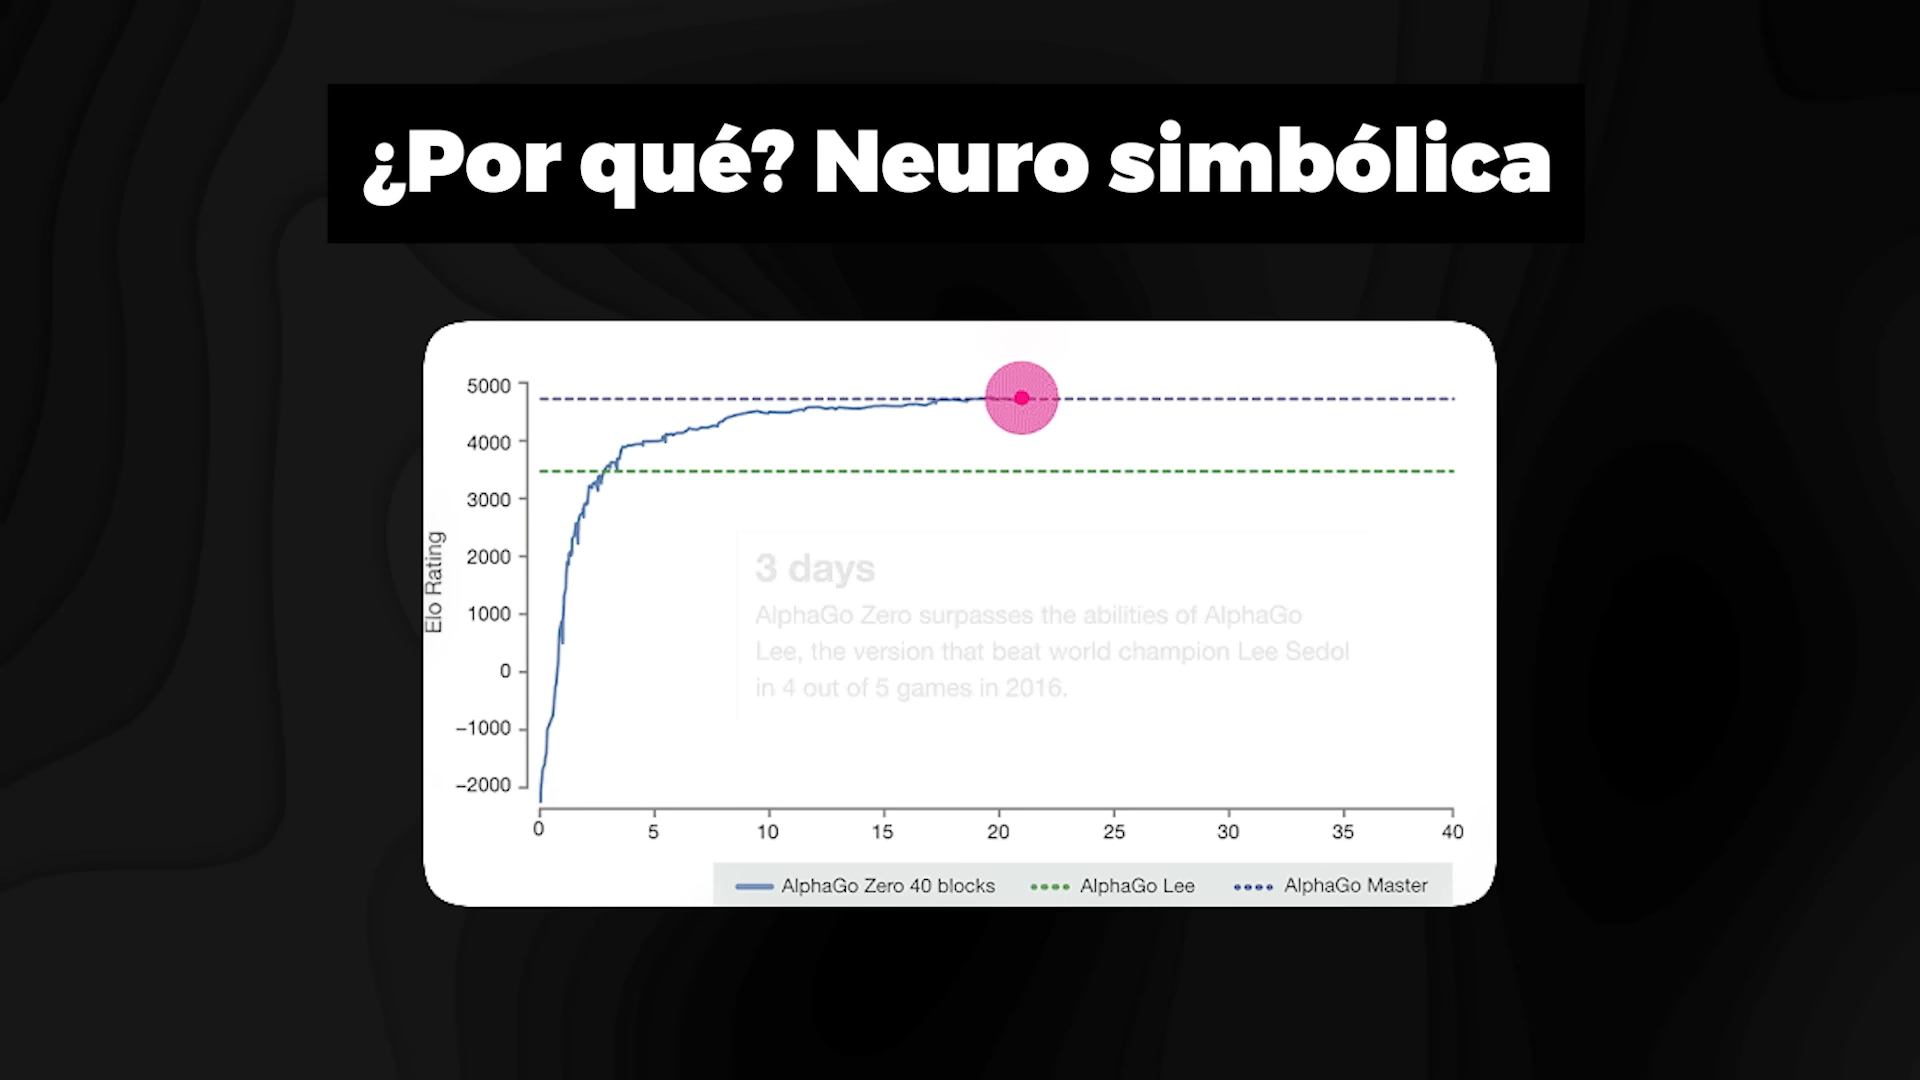 ¿Por qué? Neuro simbólica
5000
4000
3000
2000
1000
0
−1000
−2000
Elo Rating
3 days
AlphaGo Zero surpasses the abilities of AlphaGo
Lee, the version that beat world champion Lee Sedol
in 4 out of 5 games in 2016.
0 5 10 15 20 25 30 35 40
AlphaGo Zero 40 blocks AlphaGo Lee AlphaGo Master